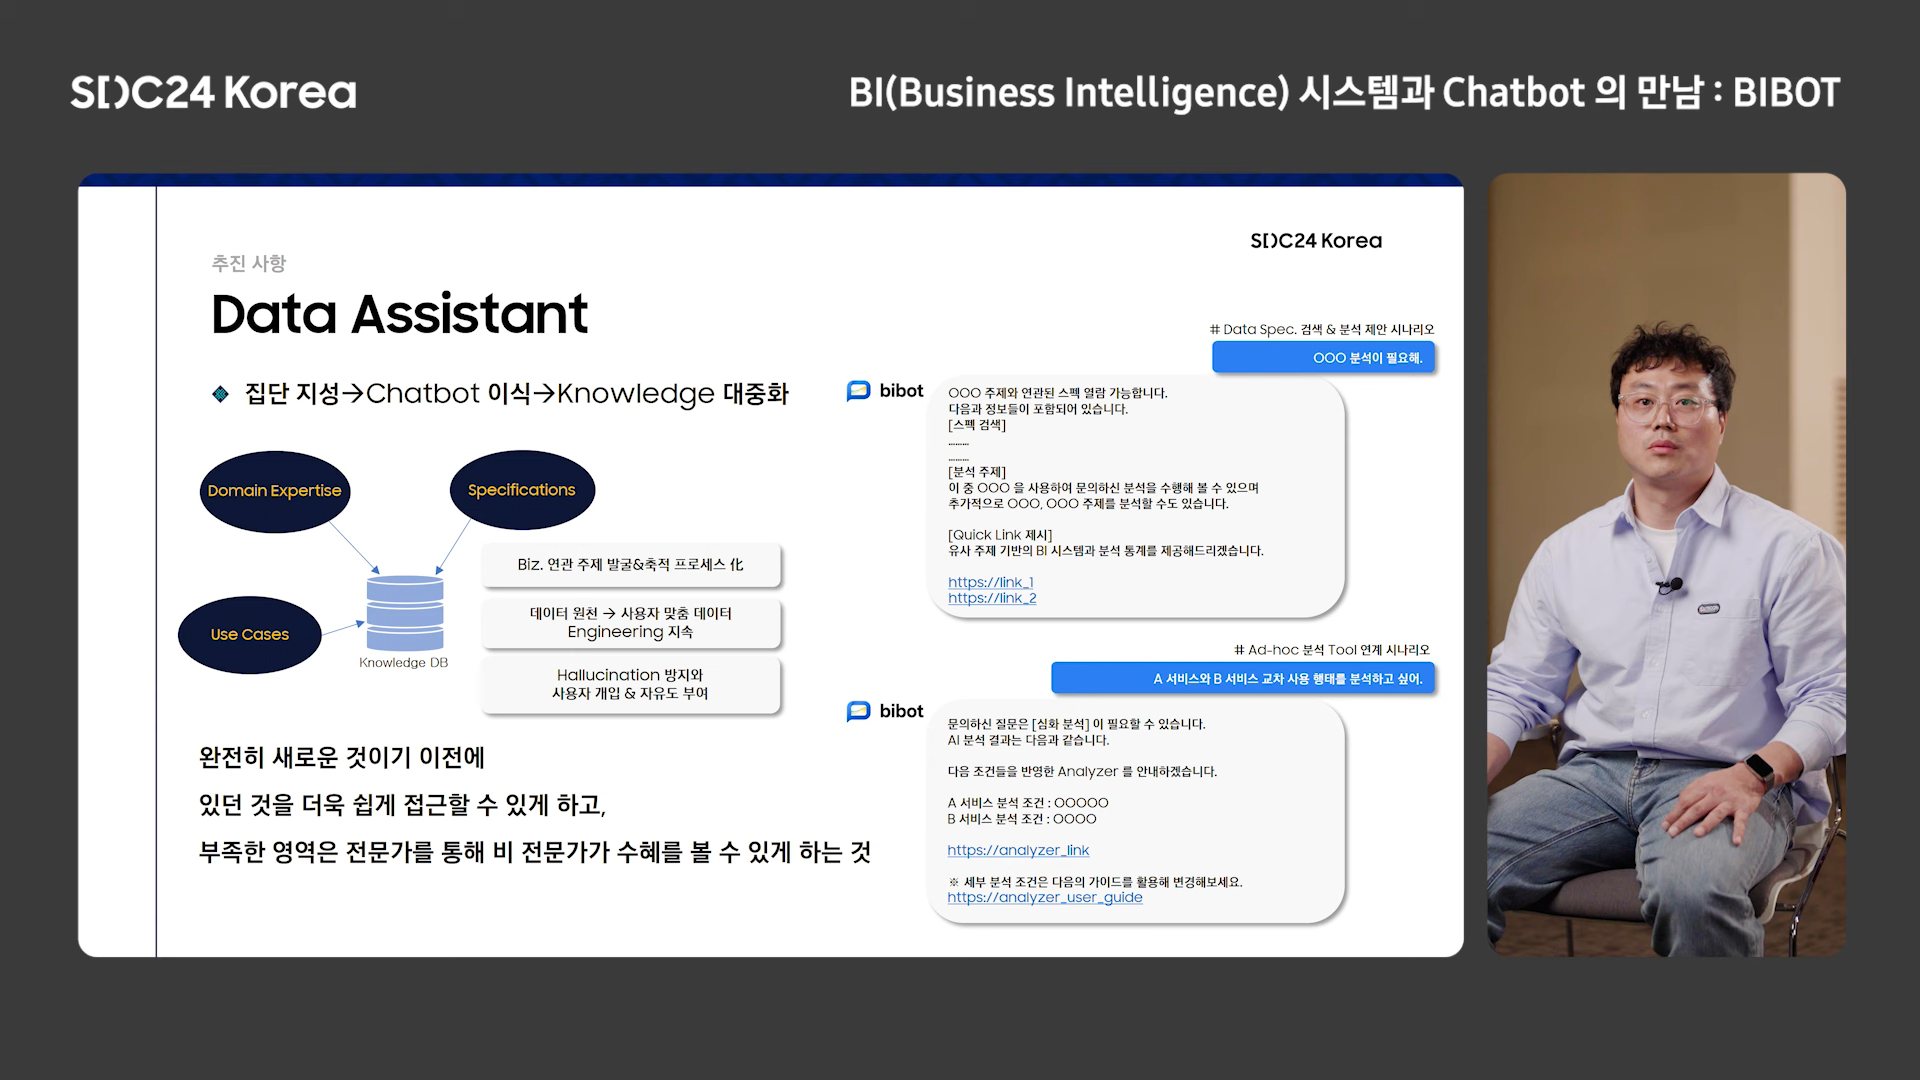 SDC24 Korea
BI(Business Intelligence) 시스템과 Chatbot 의 만남 : BIBOT
SDC24 Korea
추진 사항
Data Assistant
집단 지성→Chatbot 이식→Knowledge 대중화
Domain Expertise
Specifications
Use Cases
Knowledge DB
Biz. 연관 주제 발굴&축적 프로세스 化
데이터 원천 → 사용자 맞춤 데이터
Engineering 지속
Hallucination 방지와
사용자 개입 & 자유도 부여
완전히 새로운 것이기 이전에
있던 것을 더욱 쉽게 접근할 수 있게 하고,
부족한 영역은 전문가를 통해 비 전문가가 수혜를 볼 수 있게 하는 것
# Data Spec. 검색 & 분석 제안 시나리오
OOO 분석이 필요해.
bibot
OOO 주제와 연관된 스펙 열람 가능합니다.
다음과 정보들이 포함되어 있습니다.
[스펙 검색]
.........
.........
[분석 주제]
이 중 OOO 을 사용하여 문의하신 분석을 수행해 볼 수 있으며
추가적으로 OOO, OOO 주제를 분석할 수도 있습니다.
[Quick Link 제시]
유사 주제 기반의 BI 시스템과 분석 통계를 제공해드리겠습니다.
https://link_1
https://link_2
# Ad-hoc 분석 Tool 연계 시나리오
A 서비스와 B 서비스 교차 사용 행태를 분석하고 싶어.
bibot
문의하신 질문은 [심화 분석] 이 필요할 수 있습니다.
AI 분석 결과는 다음과 같습니다.
다음 조건들을 반영한 Analyzer 를 안내하겠습니다.
A 서비스 분석 조건 : OOOOO
B 서비스 분석 조건 : OOOO
https://analyzer_link
※ 세부 분석 조건은 다음의 가이드를 활용해 변경해보세요.
https://analyzer_user_guide